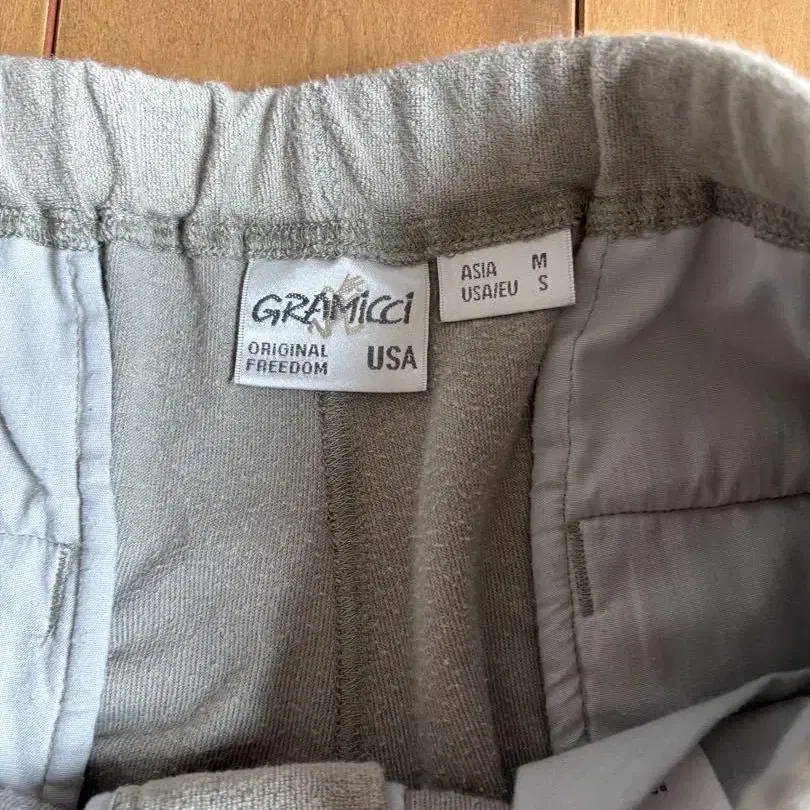 GRAMiCCi
ORIGINAL
FREEDOM
USA
ASIA M
USA/EU S